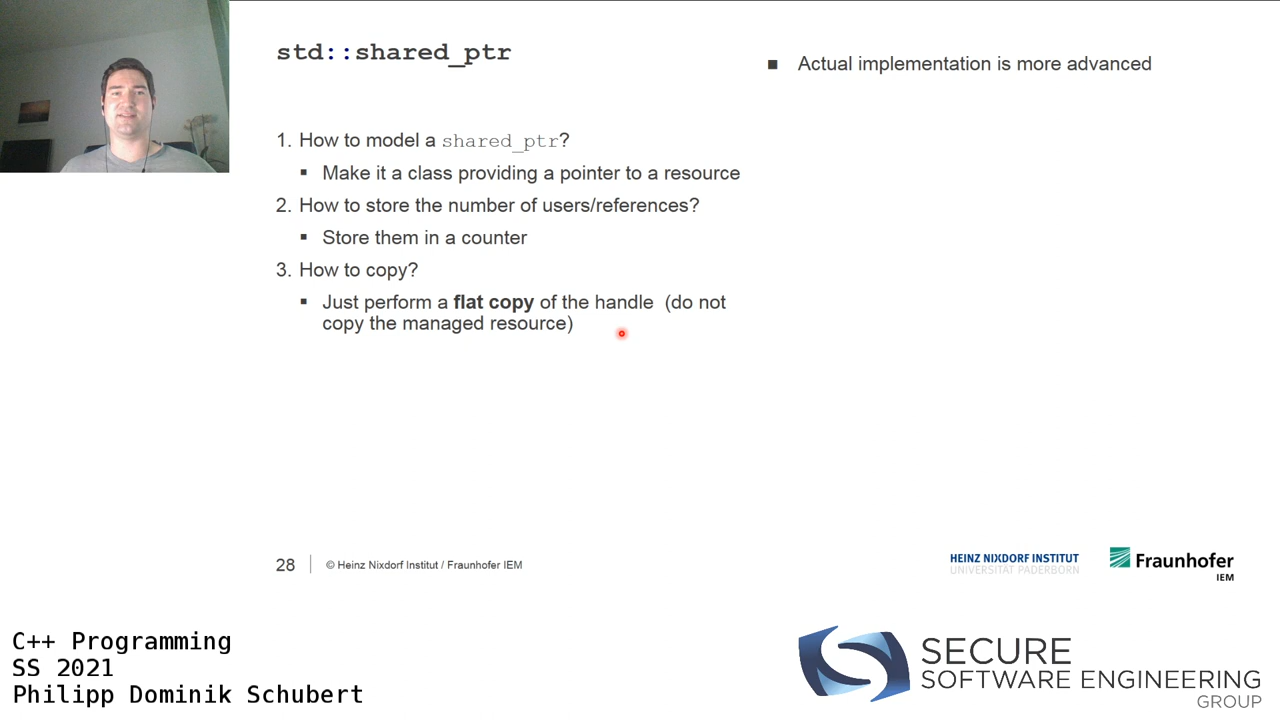 std::shared_ptr
1. How to model a shared_ptr?
▪ Make it a class providing a pointer to a resource
2. How to store the number of users/references?
▪ Store them in a counter
3. How to copy?
▪ Just perform a flat copy of the handle (do not
copy the managed resource)
■ Actual implementation is more advanced
28 © Heinz Nixdorf Institut / Fraunhofer IEM
HEINZ NIXDORF INSTITUT
UNIVERSITÄT PADERBORN
Fraunhofer
IEM
C++ Programming
SS 2021
Philipp Dominik Schubert
SECURE
SOFTWARE ENGINEERING
GROUP